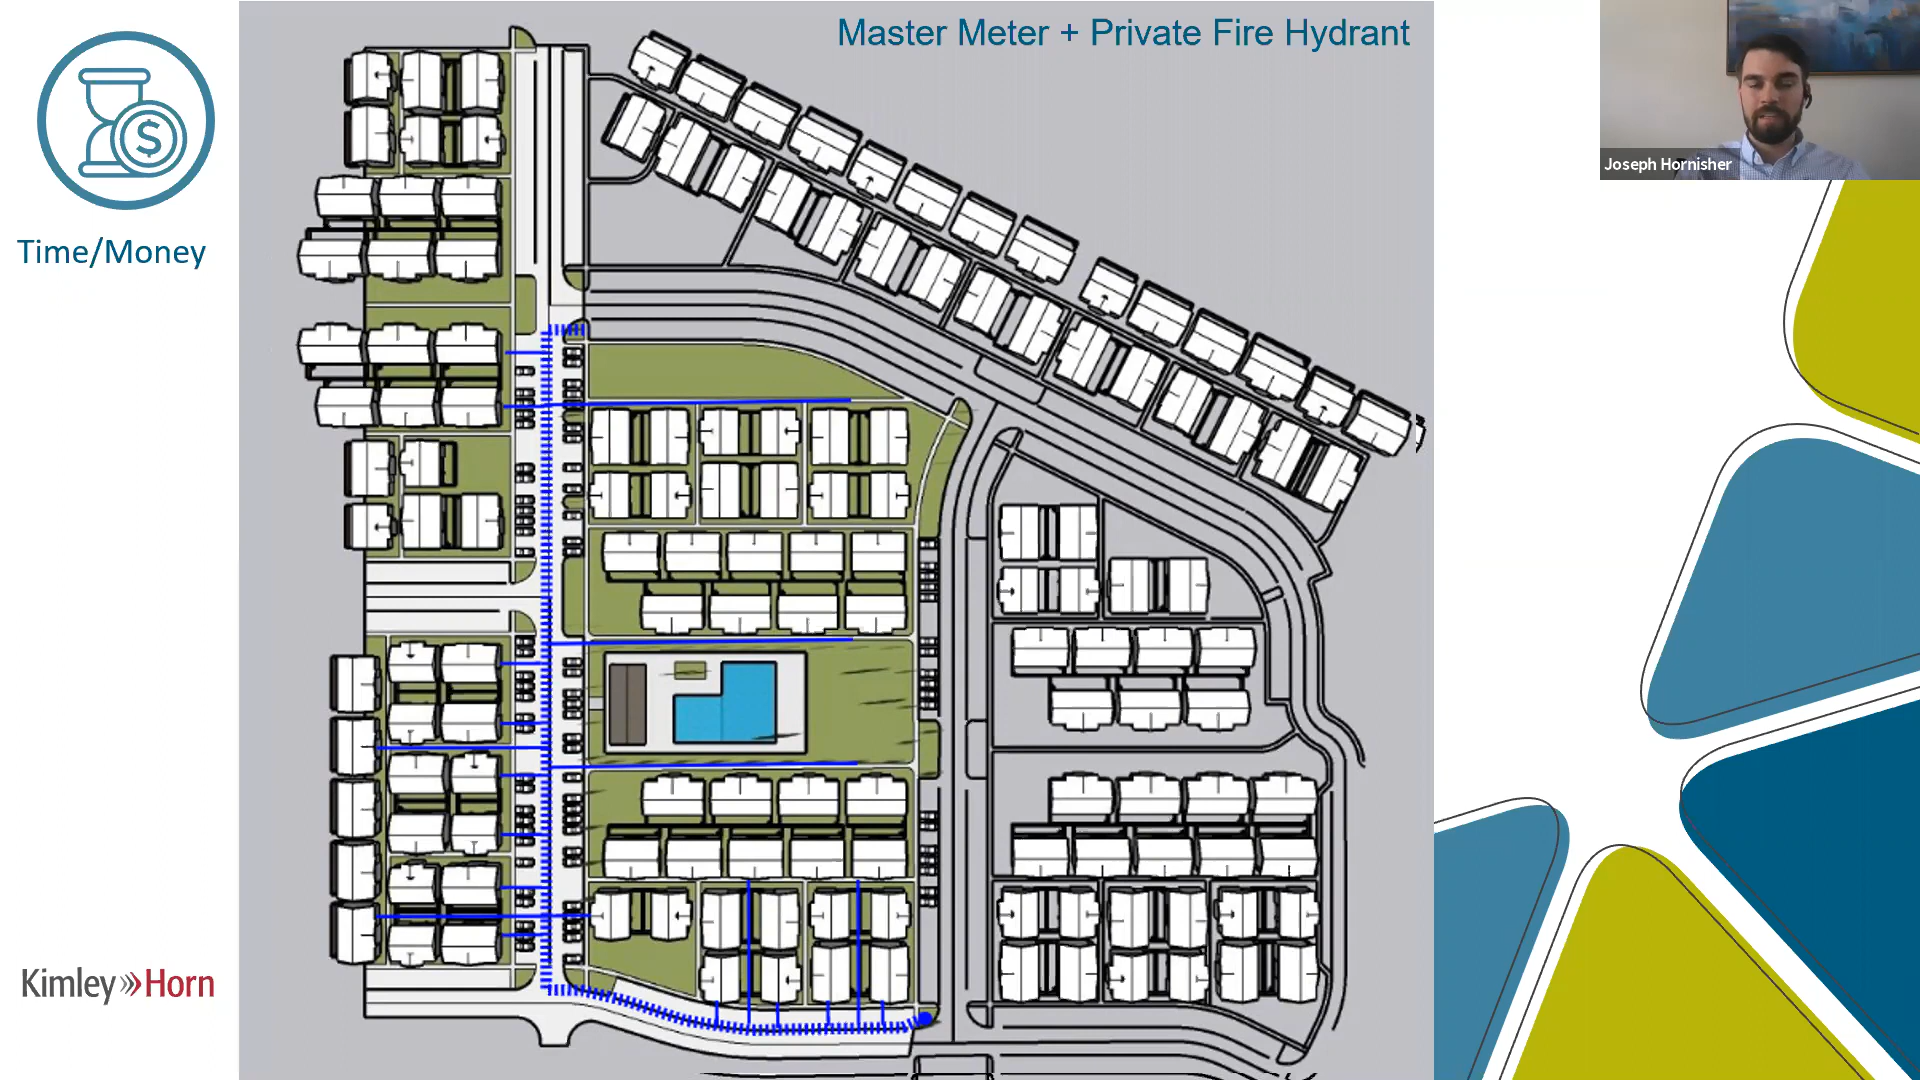 Master Meter + Private Fire Hydrant
$
Time/Money
Joseph Hornisher
Kimley»Horn